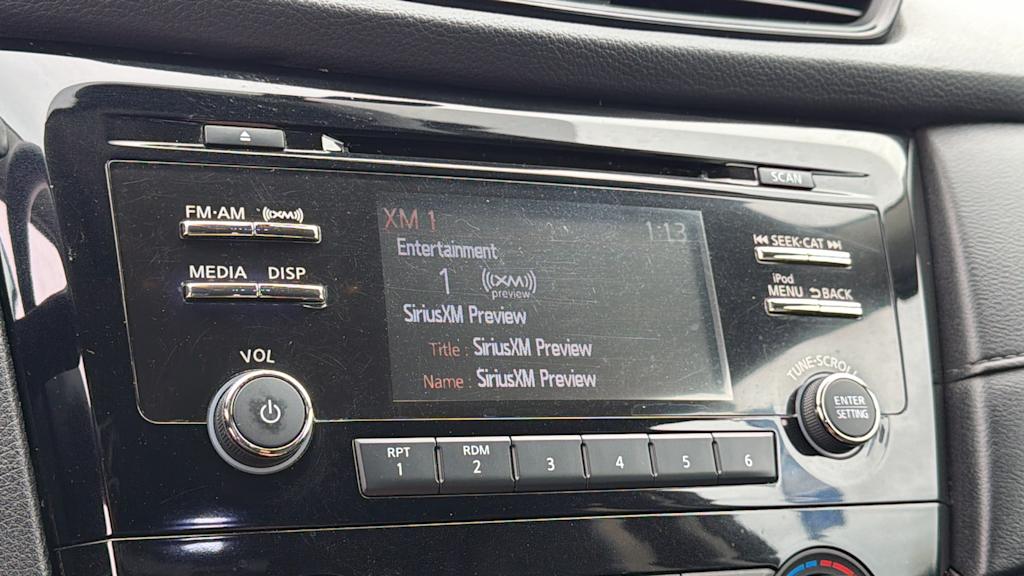 SCAN
FM·AM ((XM))
MEDIA DISP
VOL
XM 1 1:13
Entertainment
1 ((XM))
preview
SiriusXM Preview
Title : SiriusXM Preview
Name : SiriusXM Preview
SEEK·CAT
iPod
MENU BACK
TUNE·SCROLL
ENTER
SETTING
RPT
1
RDM
2
3
4
5
6